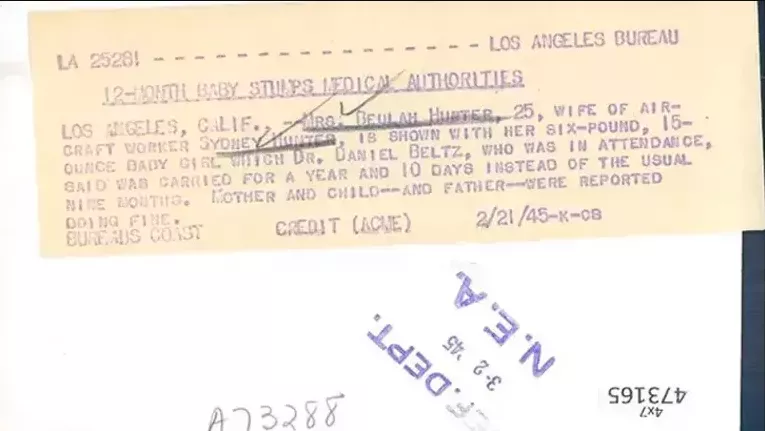 LA 25281 - - - - - - - - - - - - - - - - - - LOS ANGELES BUREAU
12-MONTH BABY STUMPS MEDICAL AUTHORITIES
LOS ANGELES, CALIF., -MRS. BEULAH HUNTER, 25, WIFE OF AIR-
CRAFT WORKER SYDNEY HUNTER, IS SHOWN WITH HER SIX-POUND, 15-
OUNCE BABY GIRL WHICH DR. DANIEL BELTZ, WHO WAS IN ATTENDANCE,
SAID WAS CARRIED FOR A YEAR AND 10 DAYS INSTEAD OF THE USUAL
NINE MONTHS. MOTHER AND CHILD--AND FATHER--WERE REPORTED
DOING FINE.
BUREAUS COAST CREDIT (ACME) 2/21/45-K-CB
DEPT.
3-2 '45
N.E.A.
A73288
4x7
473165